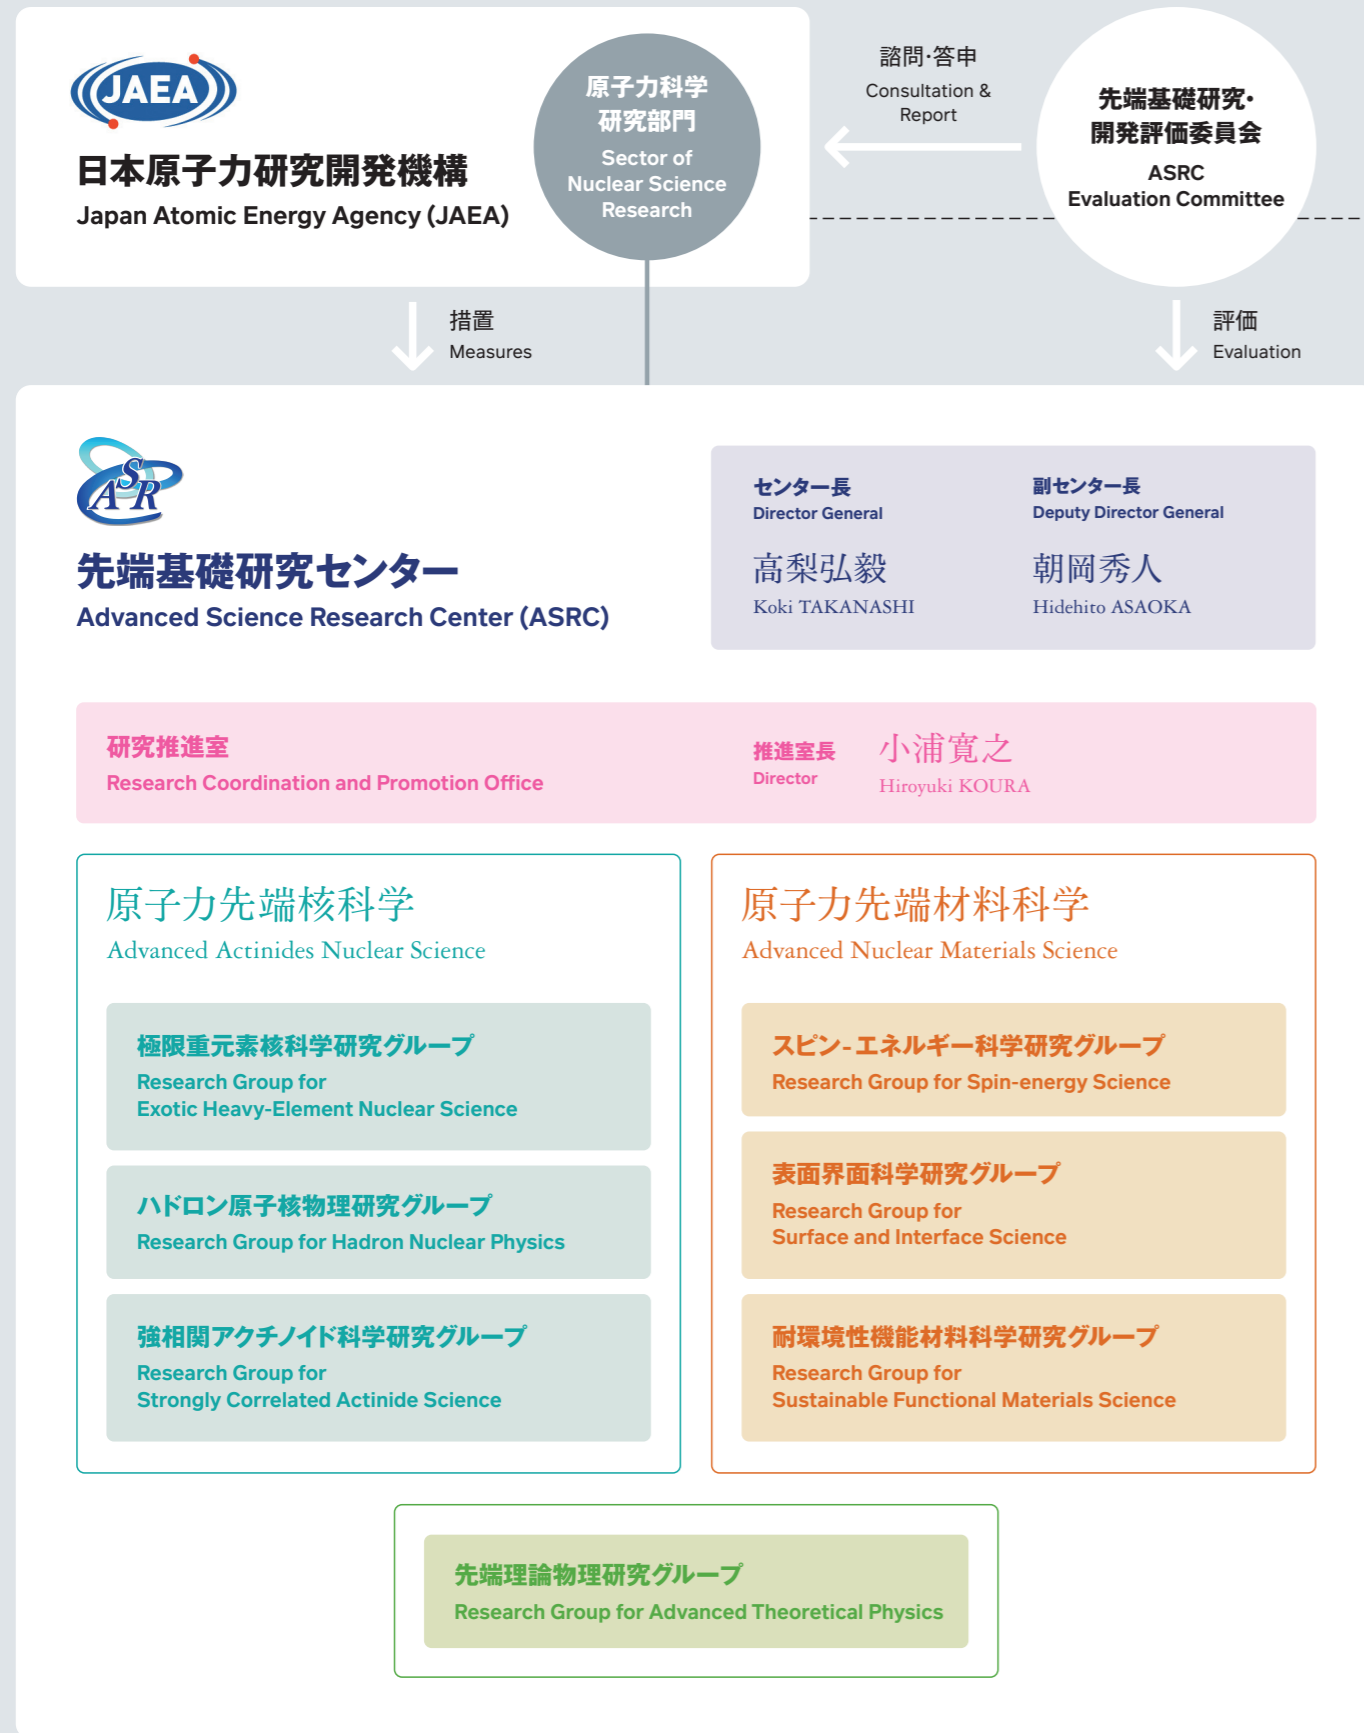 JAEA
日本原子力研究開発機構
Japan Atomic Energy Agency (JAEA)
原子力科学
研究部門
Sector of
Nuclear Science
Research
諮問・答申
Consultation &
Report
先端基礎研究・
開発評価委員会
ASRC
Evaluation Committee
措置
Measures
評価
Evaluation
ASR
先端基礎研究センター
Advanced Science Research Center (ASRC)
センター長
Director General
高梨弘毅
Koki TAKANASHI
副センター長
Deputy Director General
朝岡秀人
Hidehito ASAOKA
研究推進室
Research Coordination and Promotion Office
推進室長
Director
小浦寛之
Hiroyuki KOURA
原子力先端核科学
Advanced Actinides Nuclear Science
極限重元素核科学研究グループ
Research Group for
Exotic Heavy-Element Nuclear Science
ハドロン原子核物理研究グループ
Research Group for Hadron Nuclear Physics
強相関アクチノイド科学研究グループ
Research Group for
Strongly Correlated Actinide Science
原子力先端材料科学
Advanced Nuclear Materials Science
スピン-エネルギー科学研究グループ
Research Group for Spin-energy Science
表面界面科学研究グループ
Research Group for
Surface and Interface Science
耐環境性機能材料科学研究グループ
Research Group for
Sustainable Functional Materials Science
先端理論物理研究グループ
Research Group for Advanced Theoretical Physics